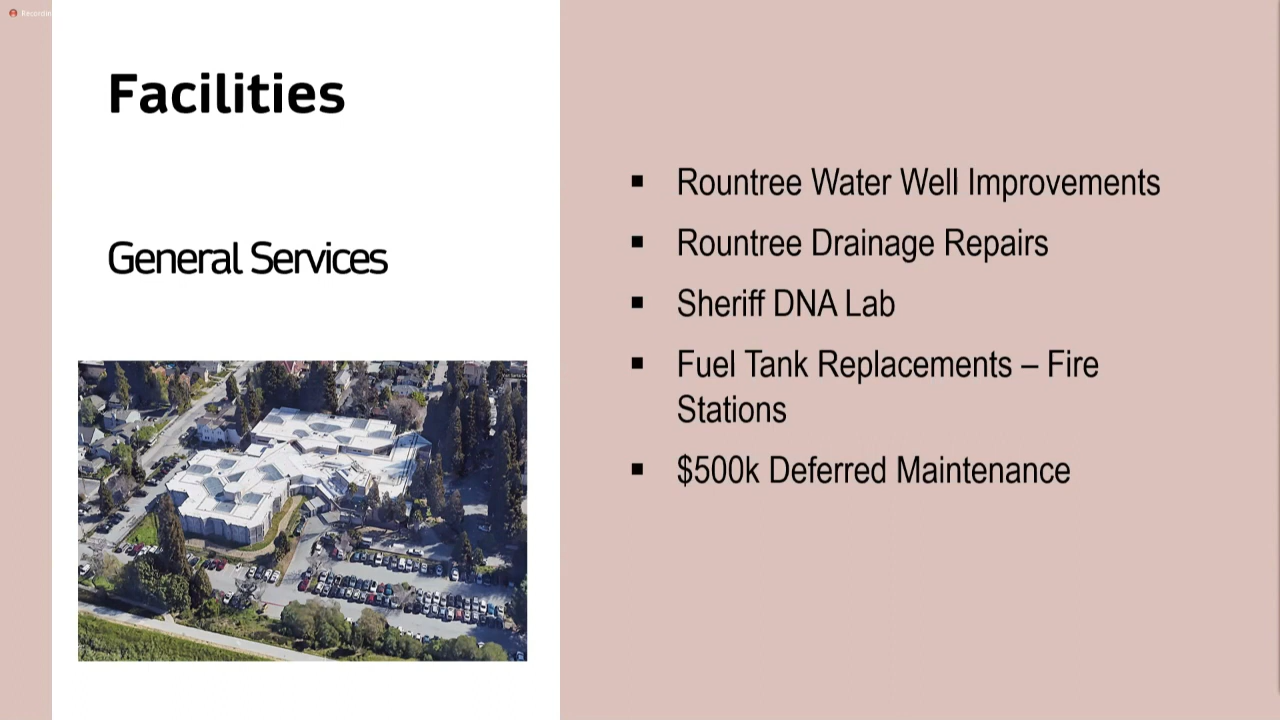 Facilities
General Services
▪ Rountree Water Well Improvements
▪ Rountree Drainage Repairs
▪ Sheriff DNA Lab
▪ Fuel Tank Replacements – Fire
Stations
▪ $500k Deferred Maintenance